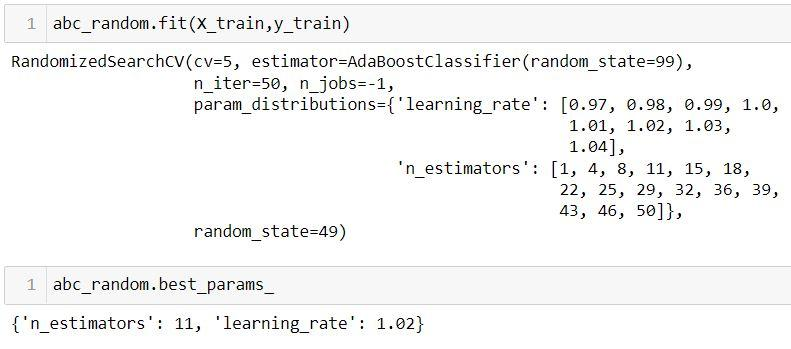 1 abc_random.fit(X_train,y_train)
RandomizedSearchCV(cv=5, estimator=AdaBoostClassifier(random_state=99),
n_iter=50, n_jobs=-1,
param_distributions={'learning_rate': [0.97, 0.98, 0.99, 1.0,
1.01, 1.02, 1.03,
1.04],
'n_estimators': [1, 4, 8, 11, 15, 18,
22, 25, 29, 32, 36, 39,
43, 46, 50]},
random_state=49)
1 abc_random.best_params_
{'n_estimators': 11, 'learning_rate': 1.02}